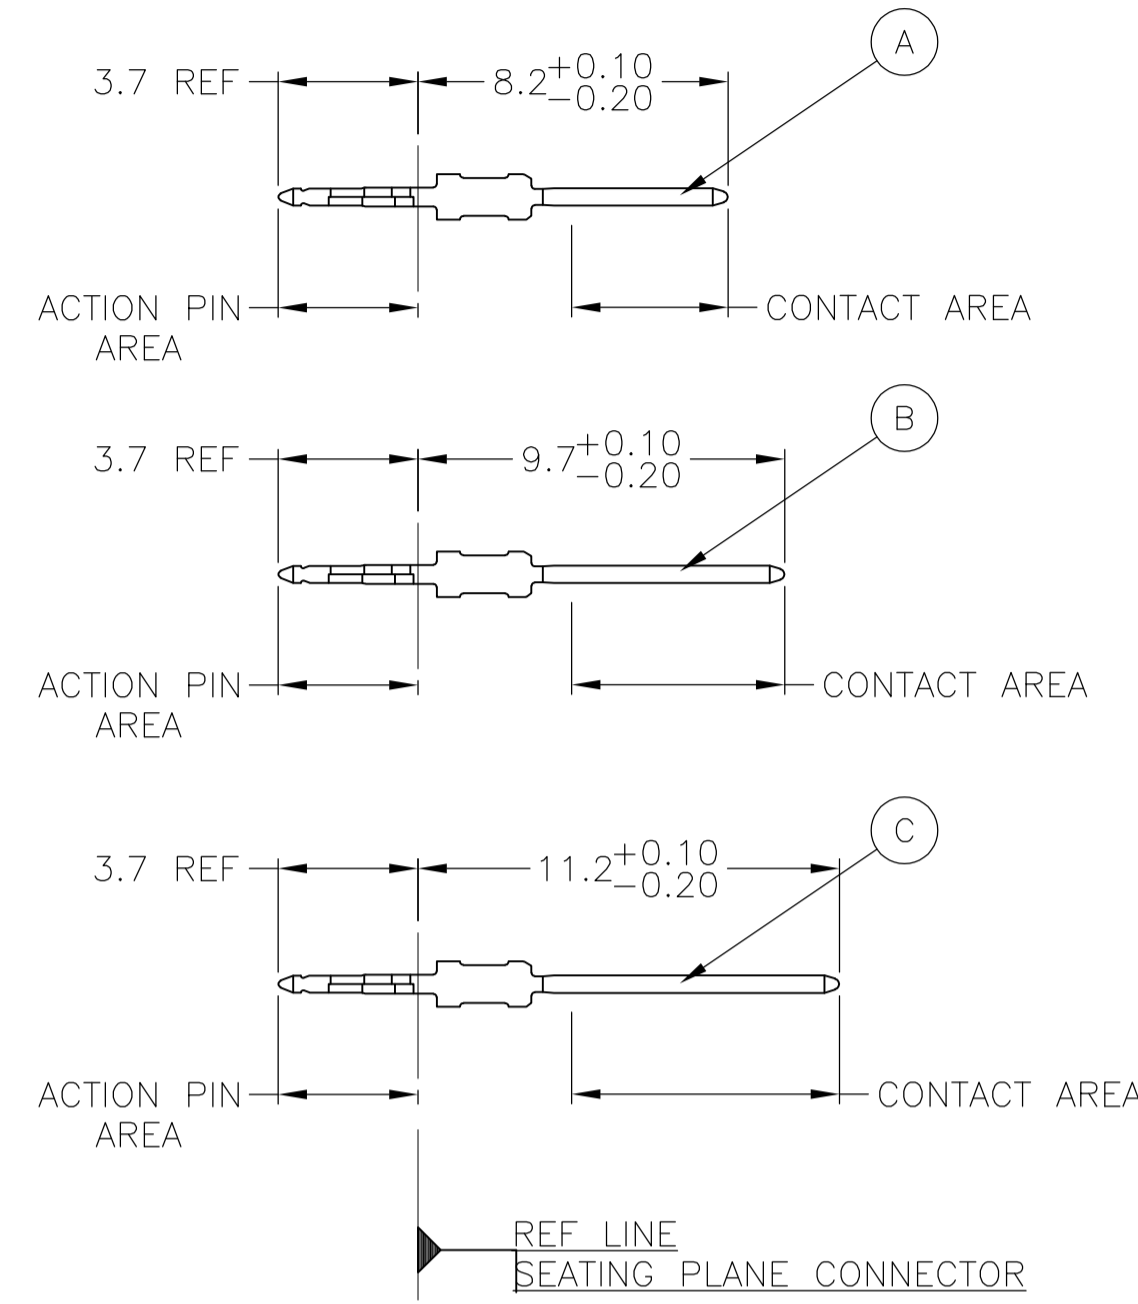 A
3.7 REF 8.2 +0.10 -0.20
ACTION PIN AREA
CONTACT AREA
B
3.7 REF 9.7 +0.10 -0.20
ACTION PIN AREA
CONTACT AREA
C
3.7 REF 11.2 +0.10 -0.20
ACTION PIN AREA
CONTACT AREA
REF LINE
SEATING PLANE CONNECTOR